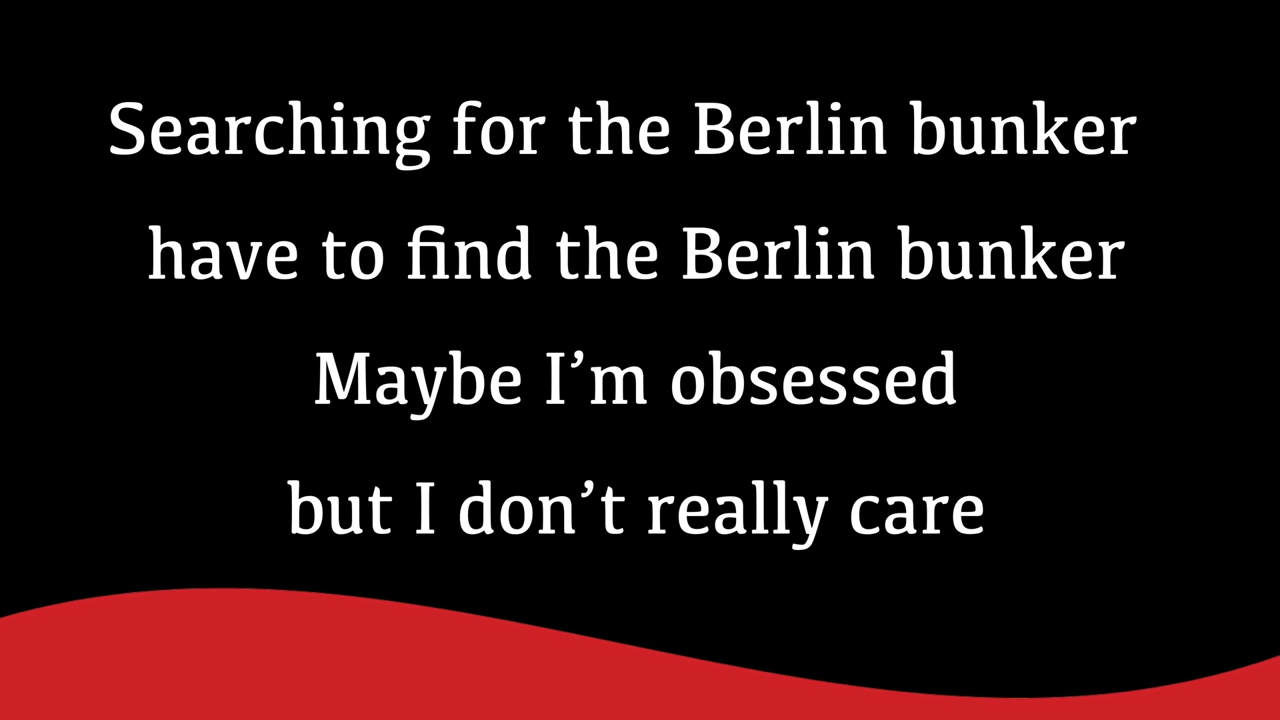 Searching for the Berlin bunker
have to find the Berlin bunker
Maybe I’m obsessed
but I don’t really care